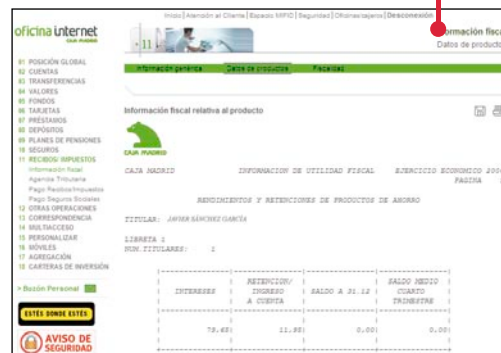 Inicio | Atención al Cliente | Espacio MIFID | Seguridad | Oficinas/cajeros | Desconexión
oficina internet
CAJA MADRID
11
Información fiscal
Datos de producto
Información genérica
Datos de productos
Fiscalidad
01 POSICIÓN GLOBAL
02 CUENTAS
03 TRANSFERENCIAS
04 VALORES
05 FONDOS
06 TARJETAS
07 PRÉSTAMOS
08 DEPÓSITOS
09 PLANES DE PENSIONES
10 SEGUROS
11 RECIBOS/IMPUESTOS
Información fiscal
Agencia Tributaria
Pago Recibos/Impuestos
Pago Seguros Sociales
12 OTRAS OPERACIONES
13 CORRESPONDENCIA
14 MULTIACCESO
15 PERSONALIZAR
16 MÓVILES
17 AGREGACIÓN
18 CARTERAS DE INVERSIÓN
> Buzón Personal
ESTÉS DONDE ESTÉS
AVISO DE SEGURIDAD
Información fiscal relativa al producto
CAJA MADRID
CAJA MADRID INFORMACION DE UTILIDAD FISCAL EJERCICIO ECONOMICO 200
PAGINA
RENDIMIENTOS Y RETENCIONES DE PRODUCTOS DE AHORRO
TITULAR: JAVIER SÁNCHEZ GARCÍA
LIBRETA 1
NUM.TITULARES: 1
INTERESES
RETENCION/ INGRESO A CUENTA
SALDO A 31.12
SALDO MEDIO CUARTO TRIMESTRE
0.00
0.00